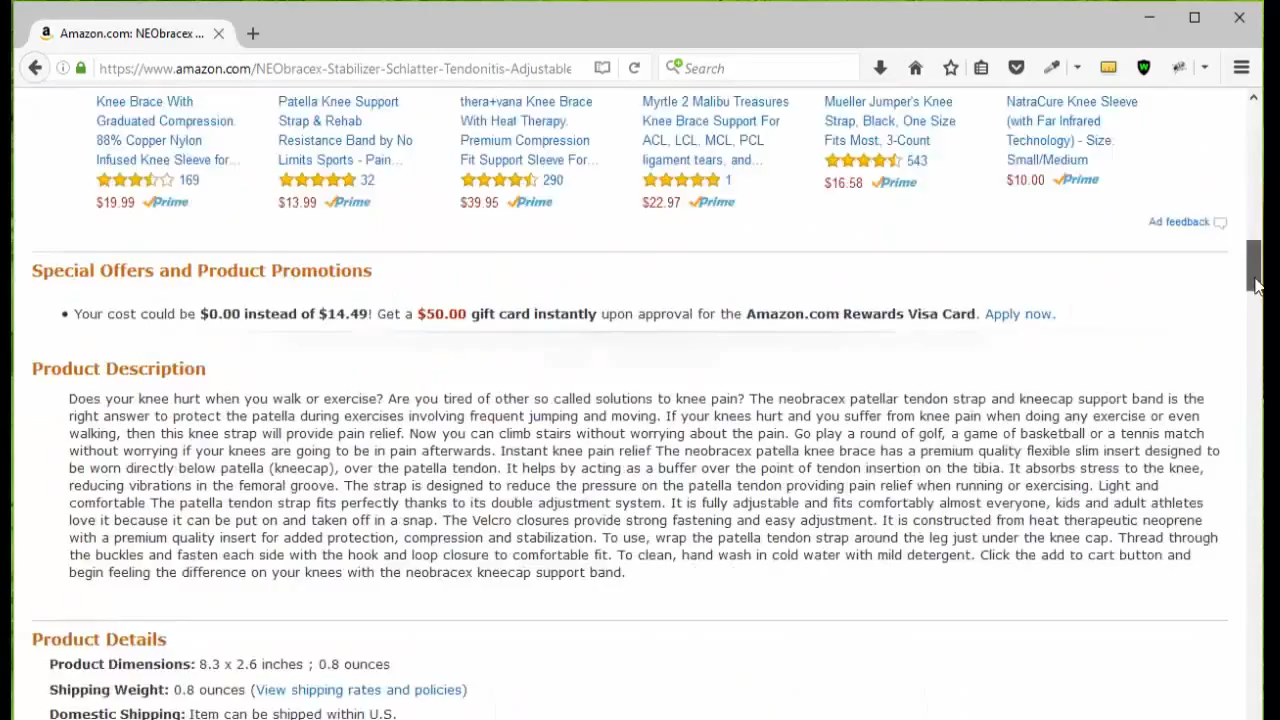 Amazon.com: NEObracex ...
https://www.amazon.com/NEObracex-Stabilizer-Schlatter-Tendonitis-Adjustable
Search
Knee Brace With
Graduated Compression.
88% Copper Nylon
Infused Knee Sleeve for...
169
$19.99 Prime
Patella Knee Support
Strap & Rehab
Resistance Band by No
Limits Sports - Pain...
32
$13.99 Prime
thera+vana Knee Brace
With Heat Therapy.
Premium Compression
Fit Support Sleeve For...
290
$39.95 Prime
Myrtle 2 Malibu Treasures
Knee Brace Support For
ACL, LCL, MCL, PCL
ligament tears, and...
1
$22.97 Prime
Mueller Jumper's Knee
Strap, Black, One Size
Fits Most, 3-Count
543
$16.58 Prime
NatraCure Knee Sleeve
(with Far Infrared
Technology) - Size:
Small/Medium
$10.00 Prime
Ad feedback
Special Offers and Product Promotions
• Your cost could be $0.00 instead of $14.49! Get a $50.00 gift card instantly upon approval for the Amazon.com Rewards Visa Card. Apply now.
Product Description
Does your knee hurt when you walk or exercise? Are you tired of other so called solutions to knee pain? The neobracex patellar tendon strap and kneecap support band is the
right answer to protect the patella during exercises involving frequent jumping and moving. If your knees hurt and you suffer from knee pain when doing any exercise or even
walking, then this knee strap will provide pain relief. Now you can climb stairs without worrying about the pain. Go play a round of golf, a game of basketball or a tennis match
without worrying if your knees are going to be in pain afterwards. Instant knee pain relief The neobracex patella knee brace has a premium quality flexible slim insert designed to
be worn directly below patella (kneecap), over the patella tendon. It helps by acting as a buffer over the point of tendon insertion on the tibia. It absorbs stress to the knee,
reducing vibrations in the femoral groove. The strap is designed to reduce the pressure on the patella tendon providing pain relief when running or exercising. Light and
comfortable The patella tendon strap fits perfectly thanks to its double adjustment system. It is fully adjustable and fits comfortably almost everyone, kids and adult athletes
love it because it can be put on and taken off in a snap. The Velcro closures provide strong fastening and easy adjustment. It is constructed from heat therapeutic neoprene
with a premium quality insert for added protection, compression and stabilization. To use, wrap the patella tendon strap around the leg just under the knee cap. Thread through
the buckles and fasten each side with the hook and loop closure to comfortable fit. To clean, hand wash in cold water with mild detergent. Click the add to cart button and
begin feeling the difference on your knees with the neobracex kneecap support band.
Product Details
Product Dimensions: 8.3 x 2.6 inches ; 0.8 ounces
Shipping Weight: 0.8 ounces (View shipping rates and policies)
Domestic Shipping: Item can be shipped within U.S.